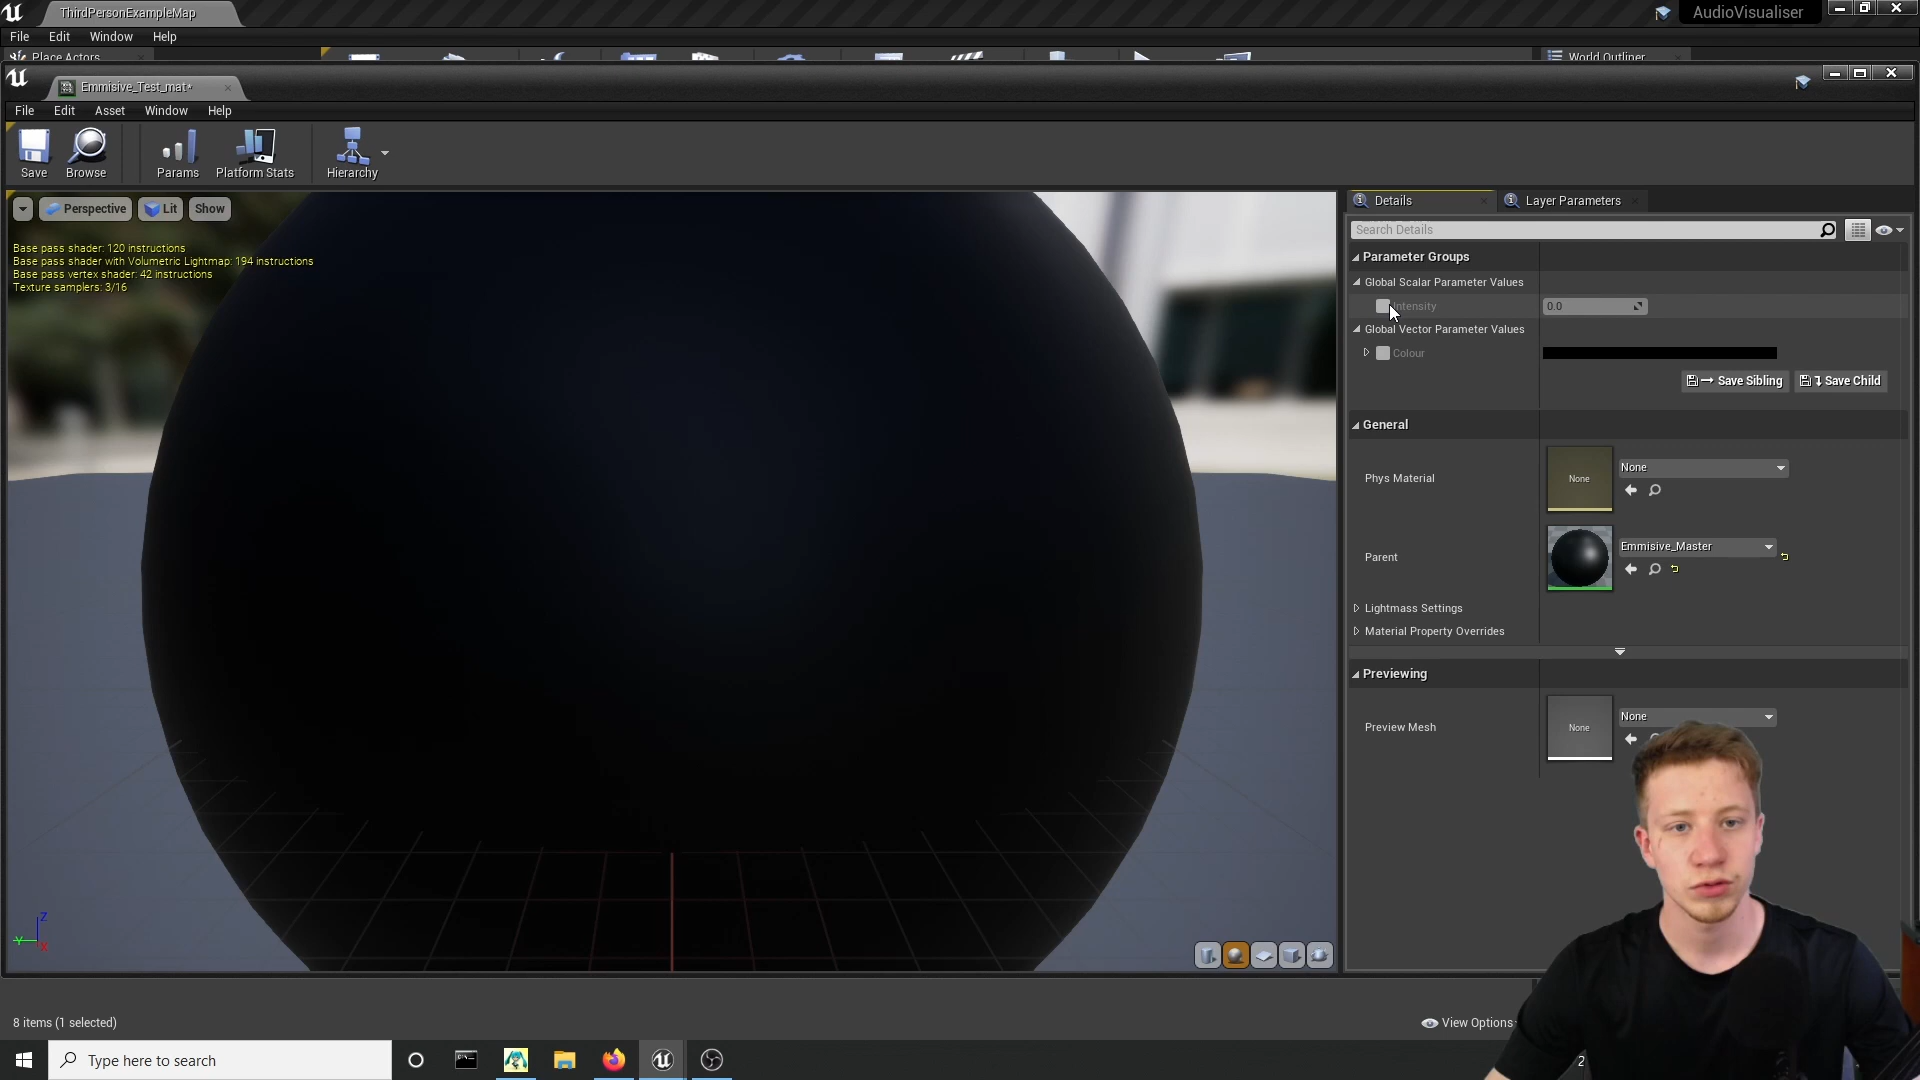 ThirdPersonExampleMap
AudioVisualiser
File Edit Window Help
Place Actors
World Outliner
Emmisive_Test_mat*
File Edit Asset Window Help
Save Browse Params Platform Stats Hierarchy
Perspective Lit Show
Base pass shader: 120 instructions
Base pass shader with Volumetric Lightmap: 194 instructions
Base pass vertex shader: 42 instructions
Texture samplers: 3/16
Z
Y
X
Details
Layer Parameters
Search Details
Parameter Groups
Global Scalar Parameter Values
Intensity 0.0
Global Vector Parameter Values
Colour
Save Sibling Save Child
General
Phys Material None None
Parent Emmisive_Master
Lightmass Settings
Material Property Overrides
Previewing
Preview Mesh None None
8 items (1 selected)
View Options
Type here to search
2